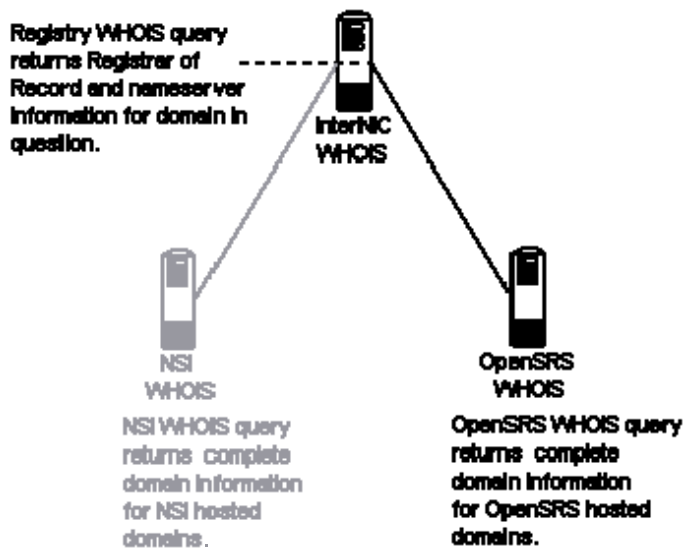 Registry WHOIS query
returns Registrar of
Record and nameserver
information for domain in
question.
InterNIC
WHOIS
NSI
WHOIS
OpenSRS
WHOIS
NSI WHOIS query
returns complete
domain information
for NSI hosted
domains.
OpenSRS WHOIS query
returns complete
domain information
for OpenSRS hosted
domains.